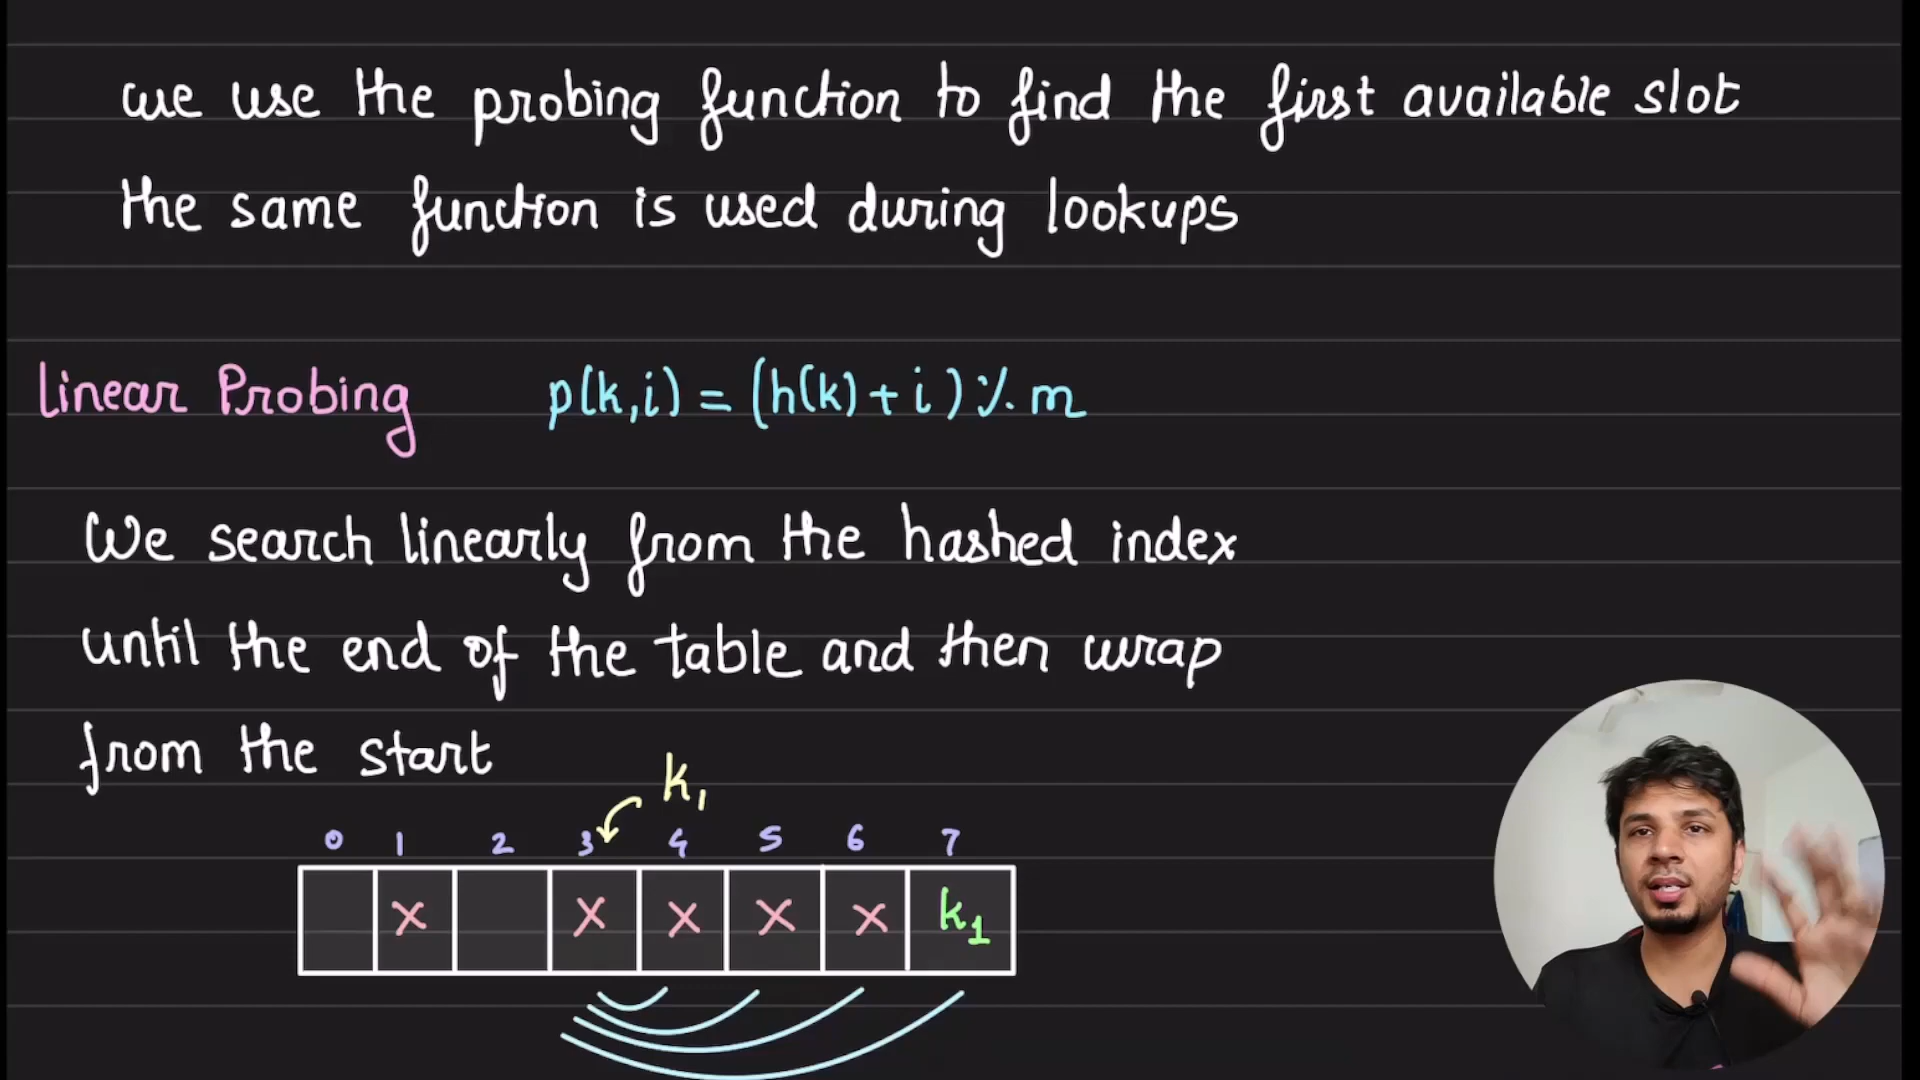 we use the probing function to find the first available slot
the same function is used during lookups
Linear Probing p(k,i) = (h(k) + i) % m
We search linearly from the hashed index
until the end of the table and then wrap
from the start
k₁
0 1 2 3 4 5 6 7
x x x x x k₁